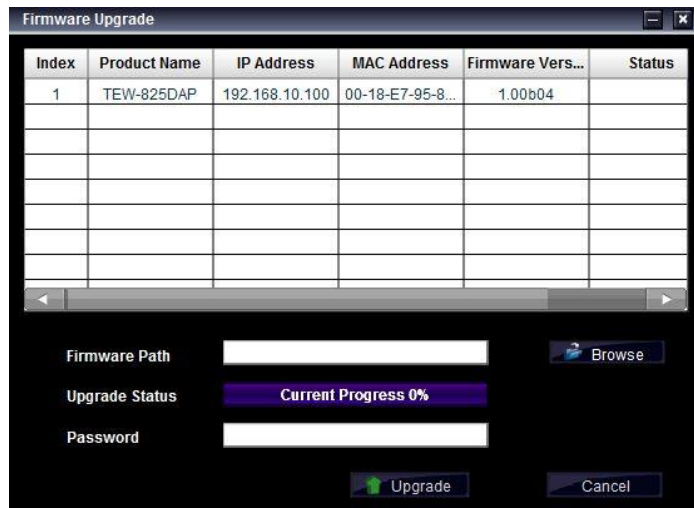 Firmware Upgrade
Index Product Name IP Address MAC Address Firmware Vers... Status
1 TEW-825DAP 192.168.10.100 00-18-E7-95-8... 1.00b04
Firmware Path Browse
Upgrade Status Current Progress 0%
Password
Upgrade Cancel